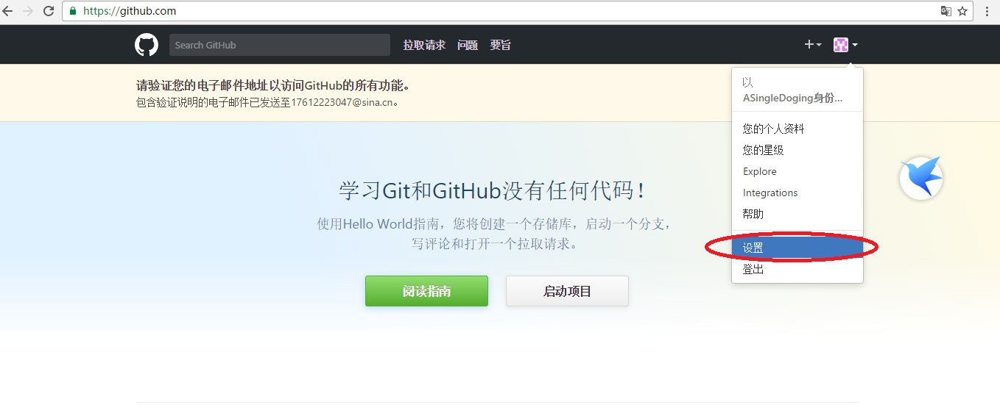 https://github.com
Search GitHub
拉取请求 问题 要旨
请验证您的电子邮件地址以访问GitHub的所有功能。
包含验证说明的电子邮件已发送至17612223047@sina.cn。
以
ASingleDoging身份...
您的个人资料
您的星级
Explore
Integrations
帮助
设置
登出
学习Git和GitHub没有任何代码！
使用Hello World指南，您将创建一个存储库，启动一个分支，
写评论和打开一个拉取请求。
阅读指南 启动项目